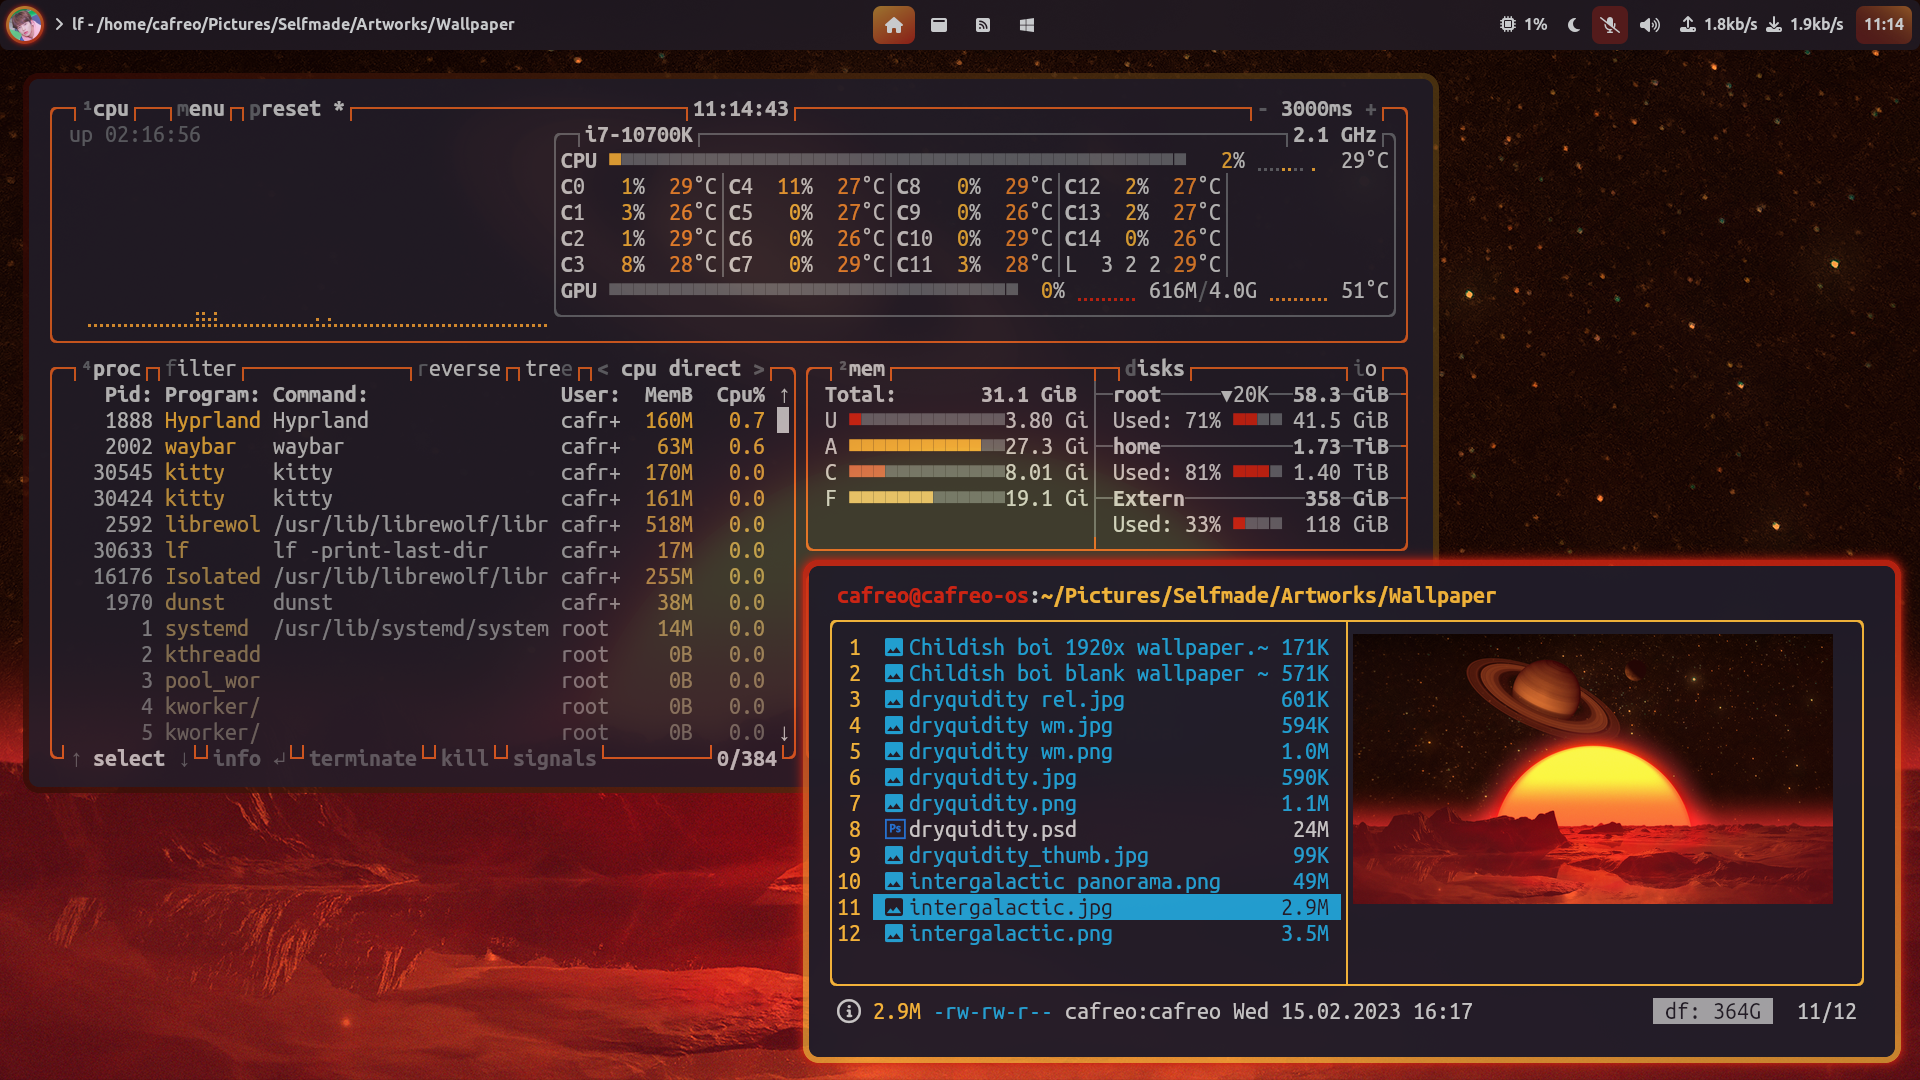 lf - /home/cafreo/Pictures/Selfmade/Artworks/Wallpaper
1% 1.8kb/s 1.9kb/s 11:14
¹cpu menu preset * 11:14:43 - 3000ms +
up 02:16:56
i7-10700K 2.1 GHz
CPU 2% 29°C
C0 1% 29°C C4 11% 27°C C8 0% 29°C C12 2% 27°C
C1 3% 26°C C5 0% 27°C C9 0% 26°C C13 2% 27°C
C2 1% 29°C C6 0% 26°C C10 0% 29°C C14 0% 26°C
C3 8% 28°C C7 0% 29°C C11 3% 28°C L 3 2 2 29°C
GPU 0% 616M/4.0G 51°C
⁴proc filter reverse tree < cpu direct >
Pid: Program: Command: User: MemB Cpu% ↑
1888 Hyprland Hyprland cafr+ 160M 0.7
2002 waybar waybar cafr+ 63M 0.6
30545 kitty kitty cafr+ 170M 0.0
30424 kitty kitty cafr+ 161M 0.0
2592 librewol /usr/lib/librewolf/libr cafr+ 518M 0.0
30633 lf lf -print-last-dir cafr+ 17M 0.0
16176 Isolated /usr/lib/librewolf/libr cafr+ 255M 0.0
1970 dunst dunst cafr+ 38M 0.0
1 systemd /usr/lib/systemd/system root 14M 0.0
2 kthreadd root 0B 0.0
3 pool_wor root 0B 0.0
4 kworker/ root 0B 0.0
5 kworker/ root 0B 0.0 ↓
↑ select ↓ info ↵ terminate kill signals 0/384
²mem
Total: 31.1 GiB
U 3.80 Gi
A 27.3 Gi
C 8.01 Gi
F 19.1 Gi
disks io
root ▼20K 58.3 GiB
Used: 71% 41.5 GiB
home 1.73 TiB
Used: 81% 1.40 TiB
Extern 358 GiB
Used: 33% 118 GiB
cafreo@cafreo-os:~/Pictures/Selfmade/Artworks/Wallpaper
1 Childish boi 1920x wallpaper.~ 171K
2 Childish boi blank wallpaper ~ 571K
3 dryquidity rel.jpg 601K
4 dryquidity wm.jpg 594K
5 dryquidity wm.png 1.0M
6 dryquidity.jpg 590K
7 dryquidity.png 1.1M
8 Ps dryquidity.psd 24M
9 dryquidity_thumb.jpg 99K
10 intergalactic panorama.png 49M
11 intergalactic.jpg 2.9M
12 intergalactic.png 3.5M
2.9M -rw-rw-r-- cafreo:cafreo Wed 15.02.2023 16:17 df: 364G 11/12